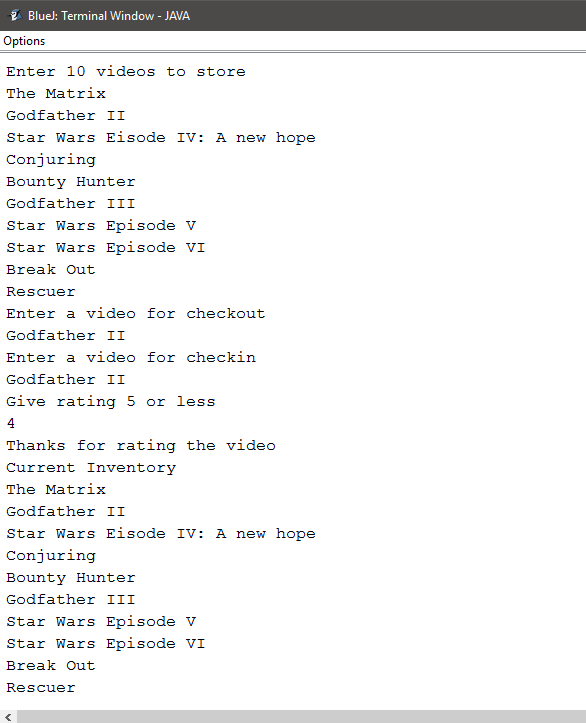 BlueJ: Terminal Window - JAVA
Options
Enter 10 videos to store
The Matrix
Godfather II
Star Wars Eisode IV: A new hope
Conjuring
Bounty Hunter
Godfather III
Star Wars Episode V
Star Wars Episode VI
Break Out
Rescuer
Enter a video for checkout
Godfather II
Enter a video for checkin
Godfather II
Give rating 5 or less
4
Thanks for rating the video
Current Inventory
The Matrix
Godfather II
Star Wars Eisode IV: A new hope
Conjuring
Bounty Hunter
Godfather III
Star Wars Episode V
Star Wars Episode VI
Break Out
Rescuer